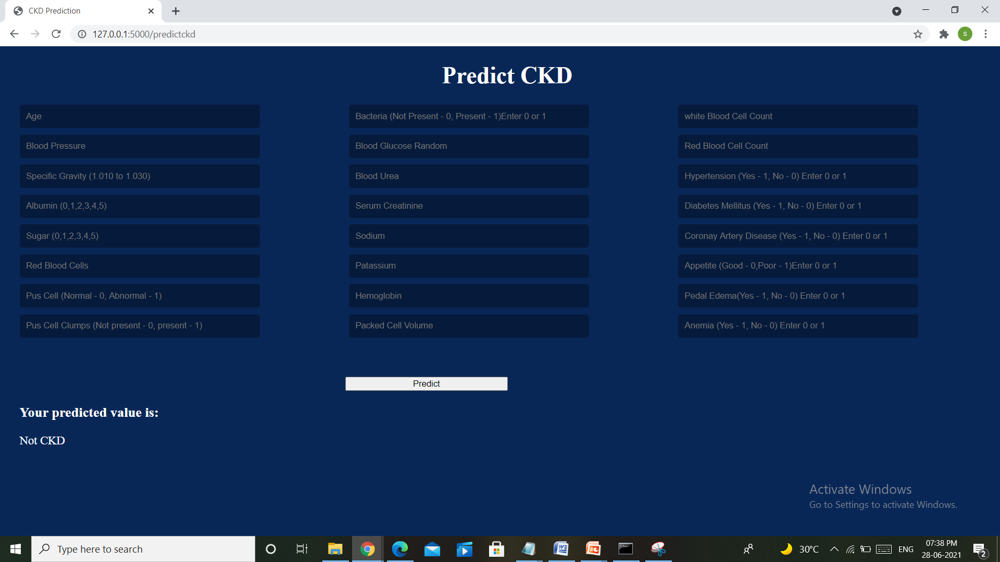 CKD Prediction
127.0.0.1:5000/predictckd
S
Predict CKD
Age
Blood Pressure
Specific Gravity (1.010 to 1.030)
Albumin (0,1,2,3,4,5)
Sugar (0,1,2,3,4,5)
Red Blood Cells
Pus Cell (Normal - 0, Abnormal - 1)
Pus Cell Clumps (Not present - 0, present - 1)
Bacteria (Not Present - 0, Present - 1)Enter 0 or 1
Blood Glucose Random
Blood Urea
Serum Creatinine
Sodium
Patassium
Hemoglobin
Packed Cell Volume
white Blood Cell Count
Red Blood Cell Count
Hypertension (Yes - 1, No - 0) Enter 0 or 1
Diabetes Mellitus (Yes - 1, No - 0) Enter 0 or 1
Coronay Artery Disease (Yes - 1, No - 0) Enter 0 or 1
Appetite (Good - 0,Poor - 1)Enter 0 or 1
Pedal Edema(Yes - 1, No - 0) Enter 0 or 1
Anemia (Yes - 1, No - 0) Enter 0 or 1
Predict
Your predicted value is:
Not CKD
Activate Windows
Go to Settings to activate Windows.
Type here to search
30°C
ENG
07:38 PM
28-06-2021
2